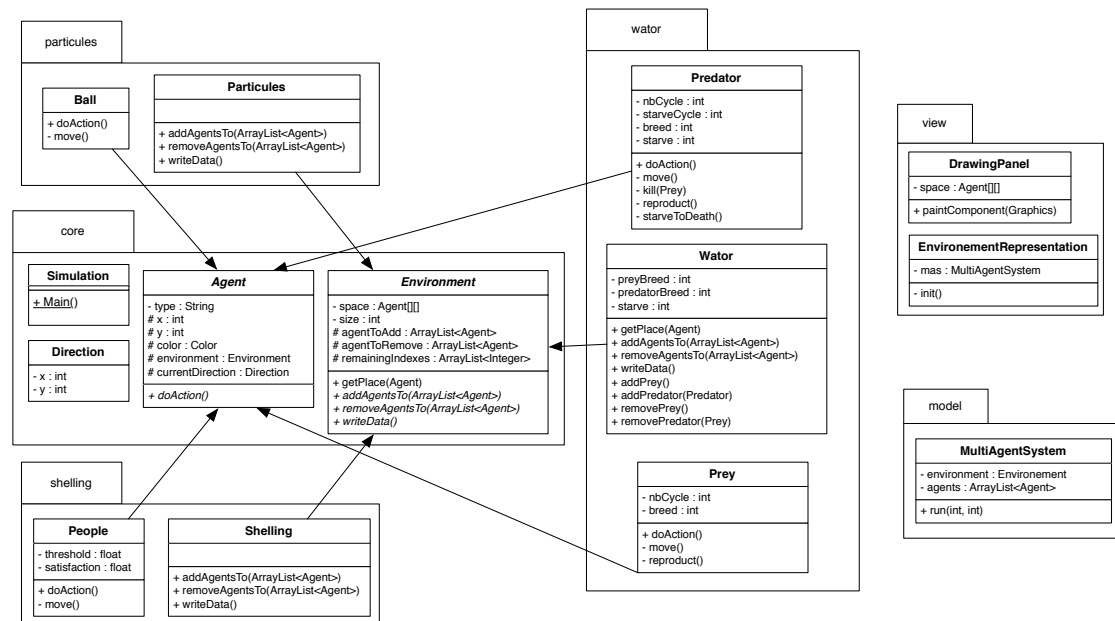 particules
Ball
+ doAction()
- move()
Particules
+ addAgentsTo(ArrayList<Agent>)
+ removeAgentsTo(ArrayList<Agent>)
+ writeData()
core
Simulation
+ Main()
Direction
- x : int
- y : int
Agent
- type : String
# x : int
# y : int
# color : Color
# environment : Environment
# currentDirection : Direction
+ doAction()
Environment
- space : Agent[][]
- size : int
# agentToAdd : ArrayList<Agent>
# agentToRemove : ArrayList<Agent>
# remainingIndexes : ArrayList<Integer>
+ getPlace(Agent)
+ addAgentsTo(ArrayList<Agent>)
+ removeAgentsTo(ArrayList<Agent>)
+ writeData()
shelling
People
- threshold : float
- satisfaction : float
+ doAction()
- move()
Shelling
+ addAgentsTo(ArrayList<Agent>)
+ removeAgentsTo(ArrayList<Agent>)
+ writeData()
wator
Predator
- nbCycle : int
- starveCycle : int
- breed : int
- starve : int
+ doAction()
- move()
- kill(Prey)
- reproduct()
- starveToDeath()
Wator
- preyBreed : int
- predatorBreed : int
- starve : int
+ getPlace(Agent)
+ addAgentsTo(ArrayList<Agent>)
+ removeAgentsTo(ArrayList<Agent>)
+ writeData()
+ addPrey()
+ addPredator(Predator)
+ removePrey()
+ removePredator(Prey)
Prey
- nbCycle : int
- breed : int
+ doAction()
- move()
- reproduct()
view
DrawingPanel
- space : Agent[][]
+ paintComponent(Graphics)
EnvironementRepresentation
- mas : MultiAgentSystem
- init()
model
MultiAgentSystem
- environment : Environement
- agents : ArrayList<Agent>
+ run(int, int)